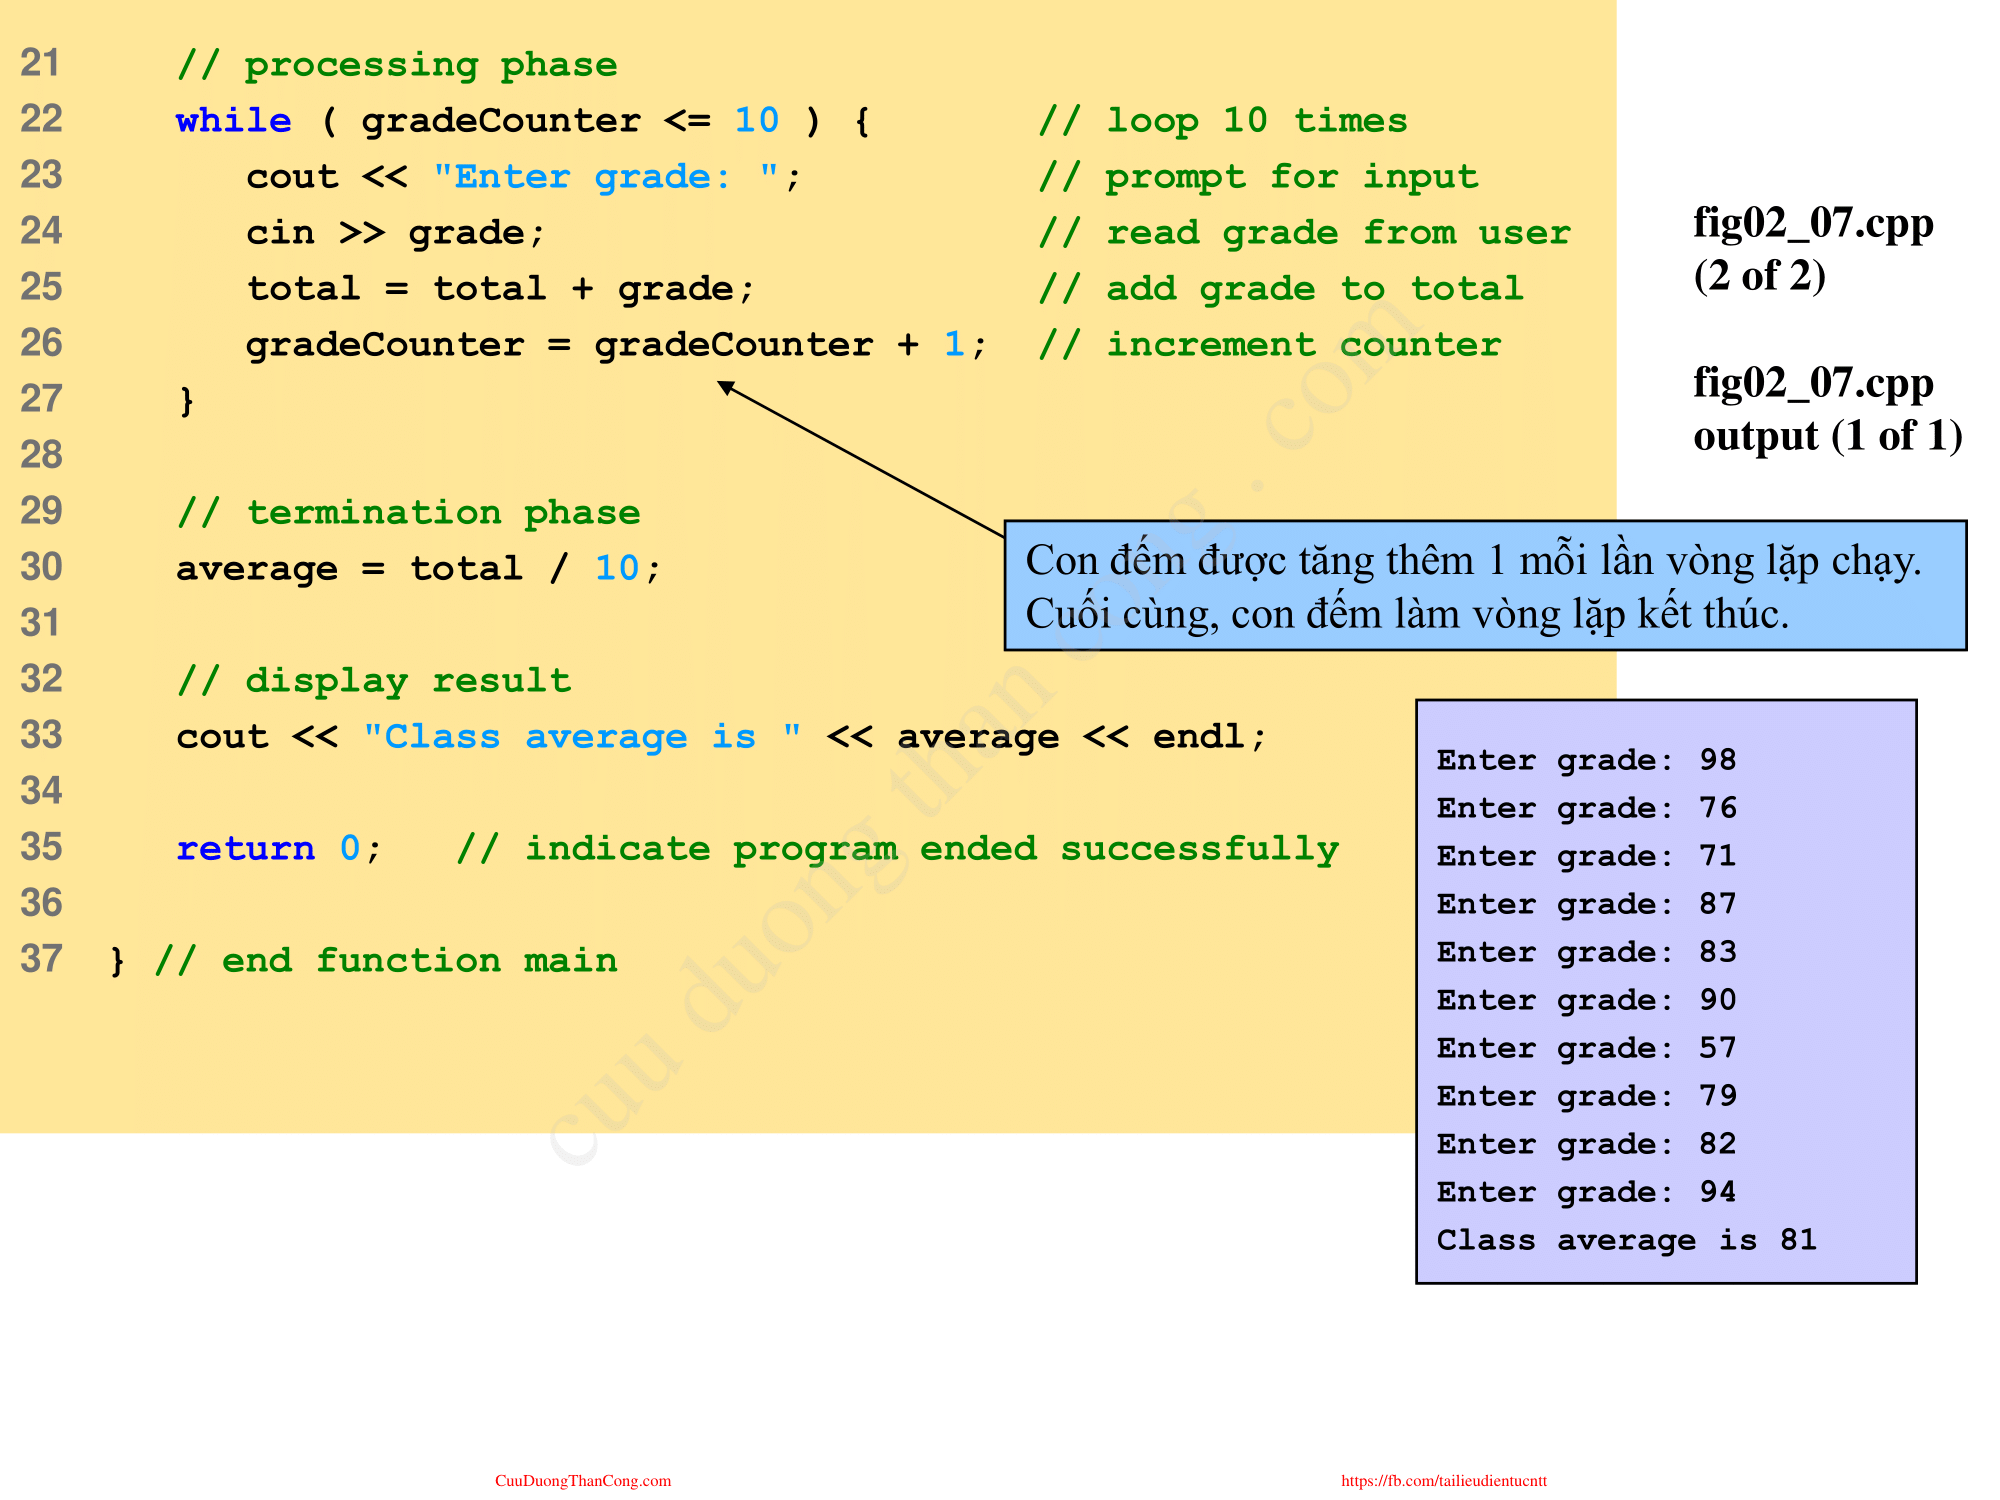 21 // processing phase
22 while ( gradeCounter <= 10 ) { // loop 10 times
23 cout << "Enter grade: "; // prompt for input
24 cin >> grade; // read grade from user
25 total = total + grade; // add grade to total
26 gradeCounter = gradeCounter + 1; // increment counter
27 }
28
29 // termination phase
30 average = total / 10;
31
32 // display result
33 cout << "Class average is " << average << endl;
34
35 return 0; // indicate program ended successfully
36
37 } // end function main
fig02_07.cpp
(2 of 2)
fig02_07.cpp
output (1 of 1)
Con đếm được tăng thêm 1 mỗi lần vòng lặp chạy.
Cuối cùng, con đếm làm vòng lặp kết thúc.
Enter grade: 98
Enter grade: 76
Enter grade: 71
Enter grade: 87
Enter grade: 83
Enter grade: 90
Enter grade: 57
Enter grade: 79
Enter grade: 82
Enter grade: 94
Class average is 81
cuu duong than cong . com
CuuDuongThanCong.com
https://fb.com/tailieudientucntt